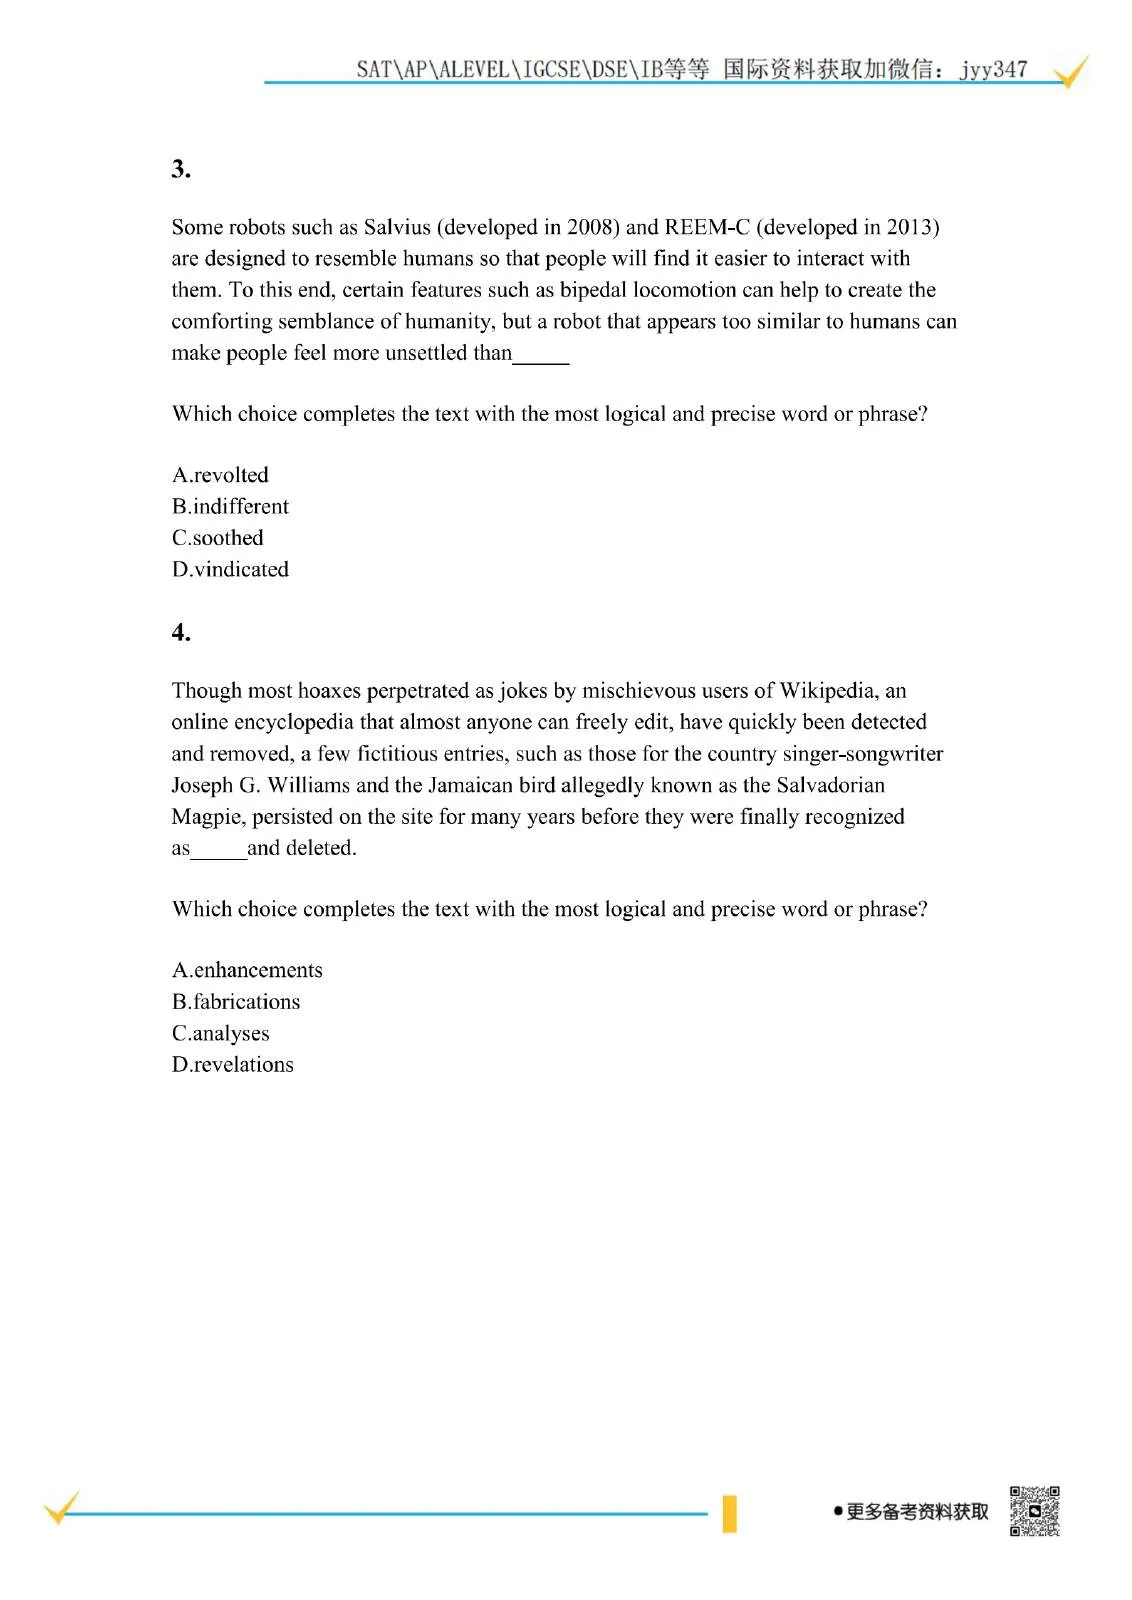 SAT\AP\ALEVEL\IGCSE\DSE\IB等等 国际资料获取加微信：jyy347
3.
Some robots such as Salvius (developed in 2008) and REEM-C (developed in 2013)
are designed to resemble humans so that people will find it easier to interact with
them. To this end, certain features such as bipedal locomotion can help to create the
comforting semblance of humanity, but a robot that appears too similar to humans can
make people feel more unsettled than_____
Which choice completes the text with the most logical and precise word or phrase?
A.revolted
B.indifferent
C.soothed
D.vindicated
4.
Though most hoaxes perpetrated as jokes by mischievous users of Wikipedia, an
online encyclopedia that almost anyone can freely edit, have quickly been detected
and removed, a few fictitious entries, such as those for the country singer-songwriter
Joseph G. Williams and the Jamaican bird allegedly known as the Salvadorian
Magpie, persisted on the site for many years before they were finally recognized
as_____and deleted.
Which choice completes the text with the most logical and precise word or phrase?
A.enhancements
B.fabrications
C.analyses
D.revelations
•更多备考资料获取